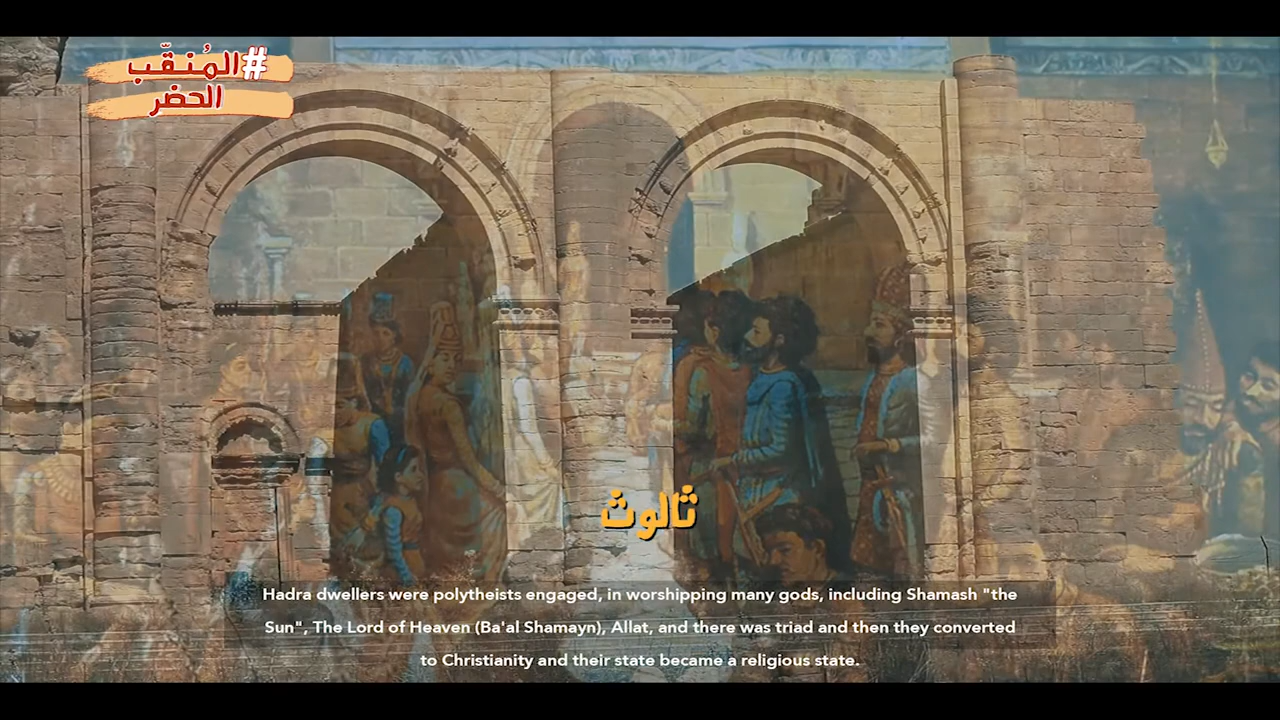 #المُنقّب
الحضر
ثالوث
Hadra dwellers were polytheists engaged, in worshipping many gods, including Shamash "the
Sun", The Lord of Heaven (Ba'al Shamayn), Allat, and there was triad and then they converted
to Christianity and their state became a religious state.